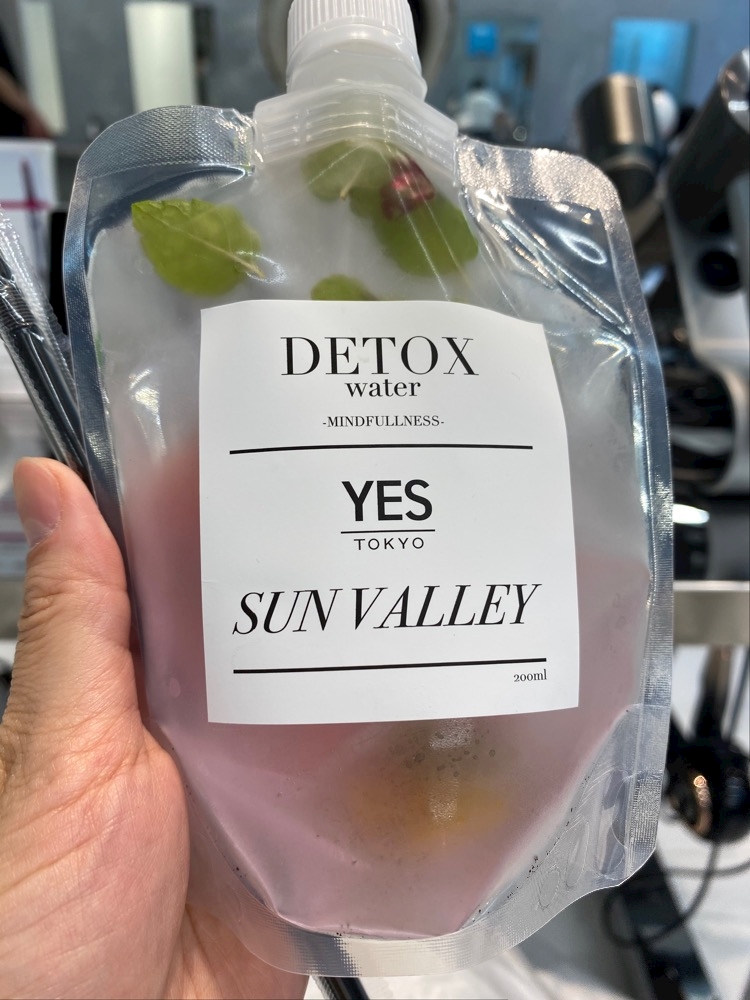 DETOX
water
-MINDFULLNESS-
YES
TOKYO
SUN VALLEY
200ml